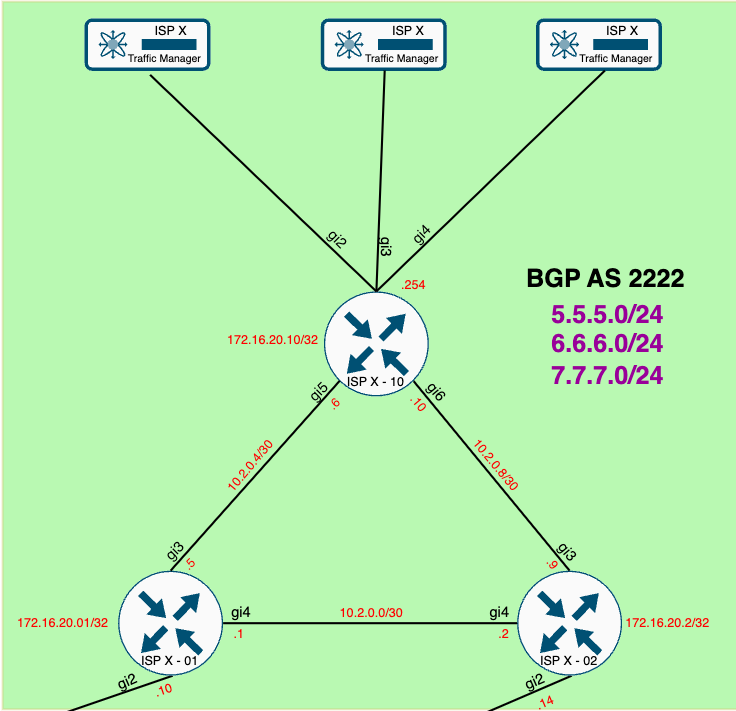 ISP X
Traffic Manager
ISP X
Traffic Manager
ISP X
Traffic Manager
gi2
gi3
gi4
.254
BGP AS 2222
5.5.5.0/24
6.6.6.0/24
7.7.7.0/24
172.16.20.10/32
ISP X - 10
gi5
.6
gi6
.10
10.2.0.4/30
10.2.0.8/30
gi3
.5
gi3
.9
172.16.20.01/32
gi4
.1
10.2.0.0/30
gi4
.2
172.16.20.2/32
ISP X - 01
ISP X - 02
gi2
.10
gi2
.14